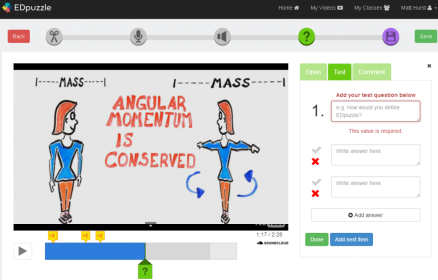 EDpuzzle
Home
My Videos
My Classes
Matt Hurst
Back
?
Save
I----MASS----I
I----MASS----I
ANGULAR
MOMENTUM
IS
CONSERVED
1:17 / 2:26
SOUNDCLOUD
?
Open
Test
Comment
Add your test question below
1.
e.g. How would you define
EDpuzzle?
This value is required.
Write answer here
Write answer here
Add answer
Done
Add next item